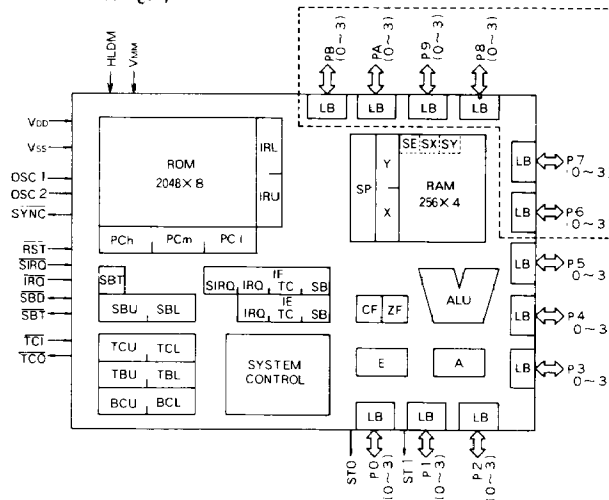 HLDM
VMM
PB
(0~3)
PA
(0~3)
P9
(0~3)
P8
(0~3)
LB
LB
LB
LB
VDD
VSS
OSC 1
OSC 2
SYNC
RST
SIRQ
IRQ
SBD
SBT
TCI
TCO
ROM
2048×8
IRL
IRU
PCh
PCm
PCl
SP
Y
X
SE
SX
SY
RAM
256×4
LB
P7
0~3
LB
P6
0~3
LB
P5
0~3
LB
P4
0~3
LB
P3
0~3
SBT
SBU
SBL
IF
SIRQ
IRQ
TC
SB
IE
IRQ
TC
SB
CF
ZF
ALU
TCU
TCL
TBU
TBL
BCU
BCL
SYSTEM
CONTROL
E
A
LB
LB
LB
ST0
P0
(0~3)
ST1
P1
(0~3)
P2
(0~3)